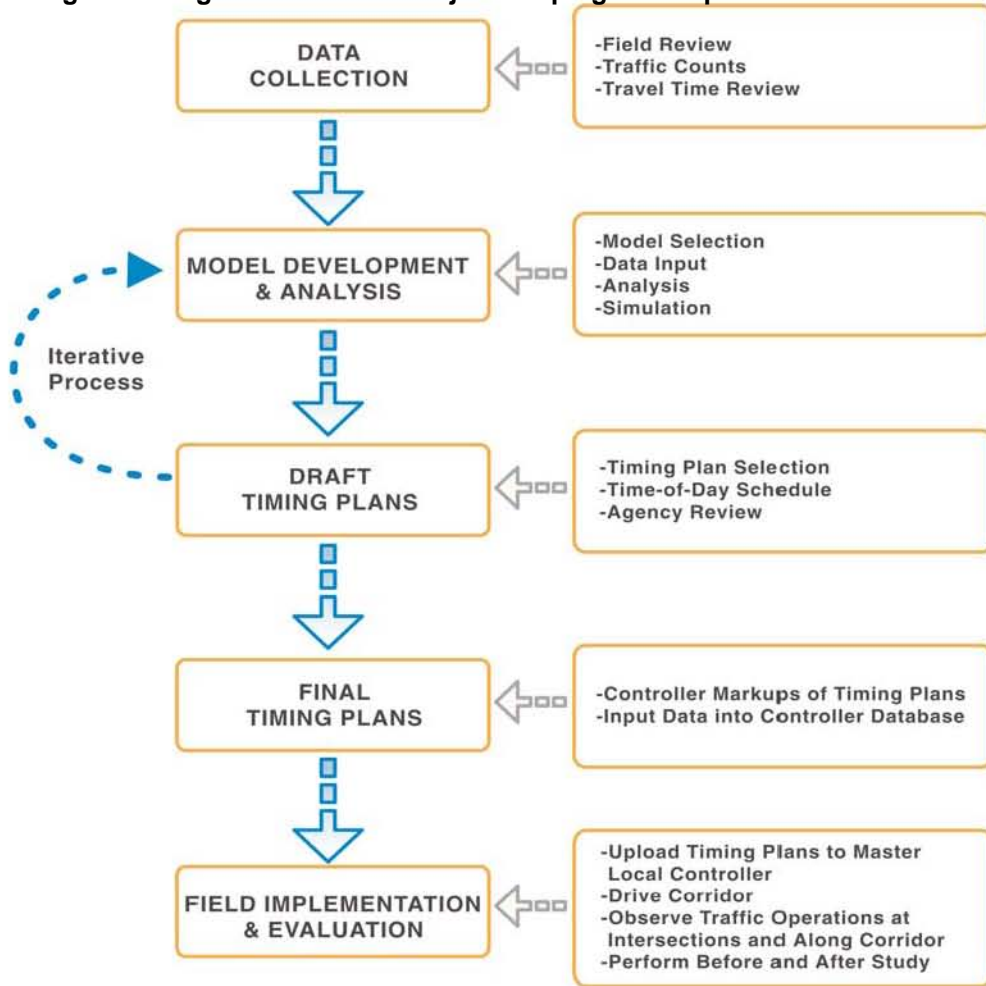 DATA
COLLECTION
-Field Review
-Traffic Counts
-Travel Time Review
MODEL DEVELOPMENT
& ANALYSIS
-Model Selection
-Data Input
-Analysis
-Simulation
Iterative
Process
DRAFT
TIMING PLANS
-Timing Plan Selection
-Time-of-Day Schedule
-Agency Review
FINAL
TIMING PLANS
-Controller Markups of Timing Plans
-Input Data into Controller Database
FIELD IMPLEMENTATION
& EVALUATION
-Upload Timing Plans to Master
Local Controller
-Drive Corridor
-Observe Traffic Operations at
Intersections and Along Corridor
-Perform Before and After Study